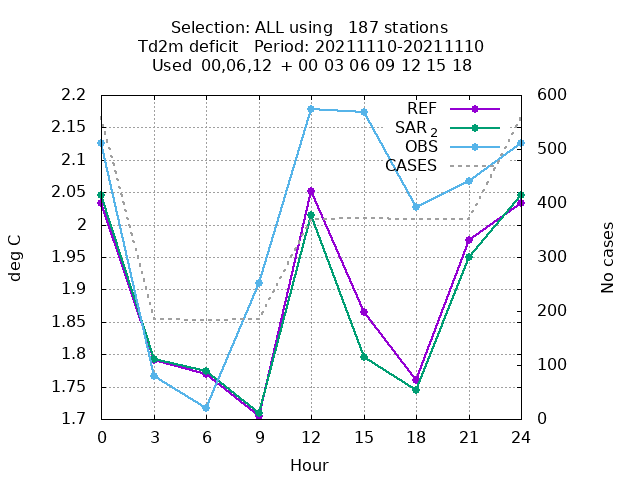 Selection: ALL using   187 stations
Td2m deficit   Period: 20211110-20211110
Used  00,06,12  + 00 03 06 09 12 15 18
2.2
2.15
2.1
2.05
2
1.95
1.9
1.85
1.8
1.75
1.7
600
500
400
300
200
100
0
REF
SAR 2
OBS
CASES
deg C
No cases
0 3 6 9 12 15 18 21 24
Hour